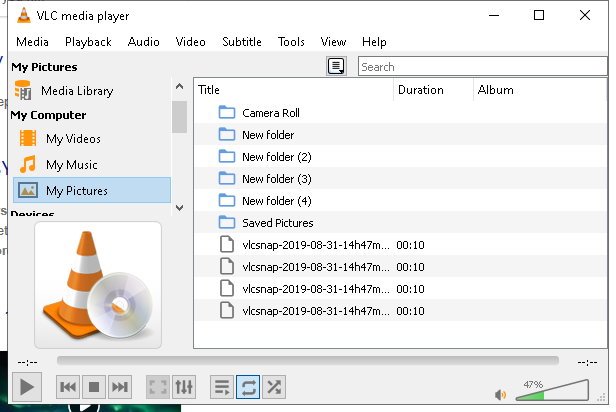 VLC media player
Media Playback Audio Video Subtitle Tools View Help
My Pictures
Search
Media Library
My Computer
My Videos
My Music
My Pictures
Devices
Title Duration Album
Camera Roll
New folder
New folder (2)
New folder (3)
New folder (4)
Saved Pictures
vlcsnap-2019-08-31-14h47m... 00:10
vlcsnap-2019-08-31-14h47m... 00:10
vlcsnap-2019-08-31-14h47m... 00:10
vlcsnap-2019-08-31-14h47m... 00:10
--:-- --:--
47%